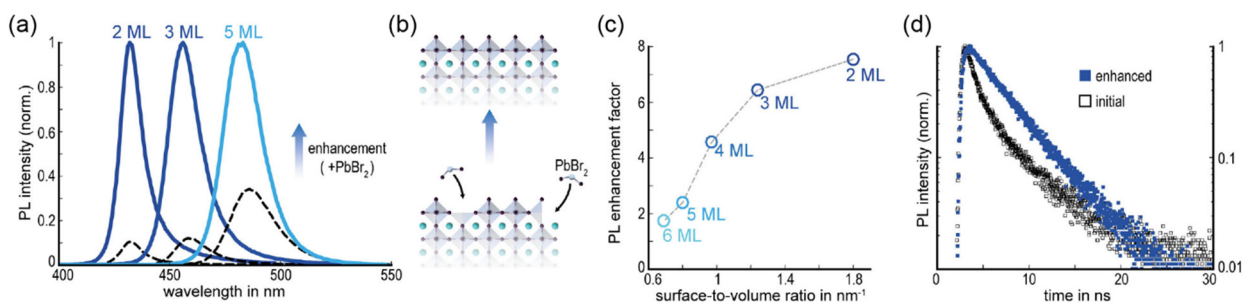 (a)
2 ML 3 ML 5 ML
PL intensity (norm.)
1
0.8
0.6
0.4
0.2
0
enhancement
(+PbBr2)
400 450 500 550
wavelength in nm
(b)
PbBr2
(c)
PL enhancement factor
8
6
4
2
0
2 ML
3 ML
4 ML
5 ML
6 ML
0.6 1 1.4 1.8
surface-to-volume ratio in nm-1
(d)
PL intensity (norm.)
enhanced
initial
1
0.1
0.01
0 10 20 30
time in ns